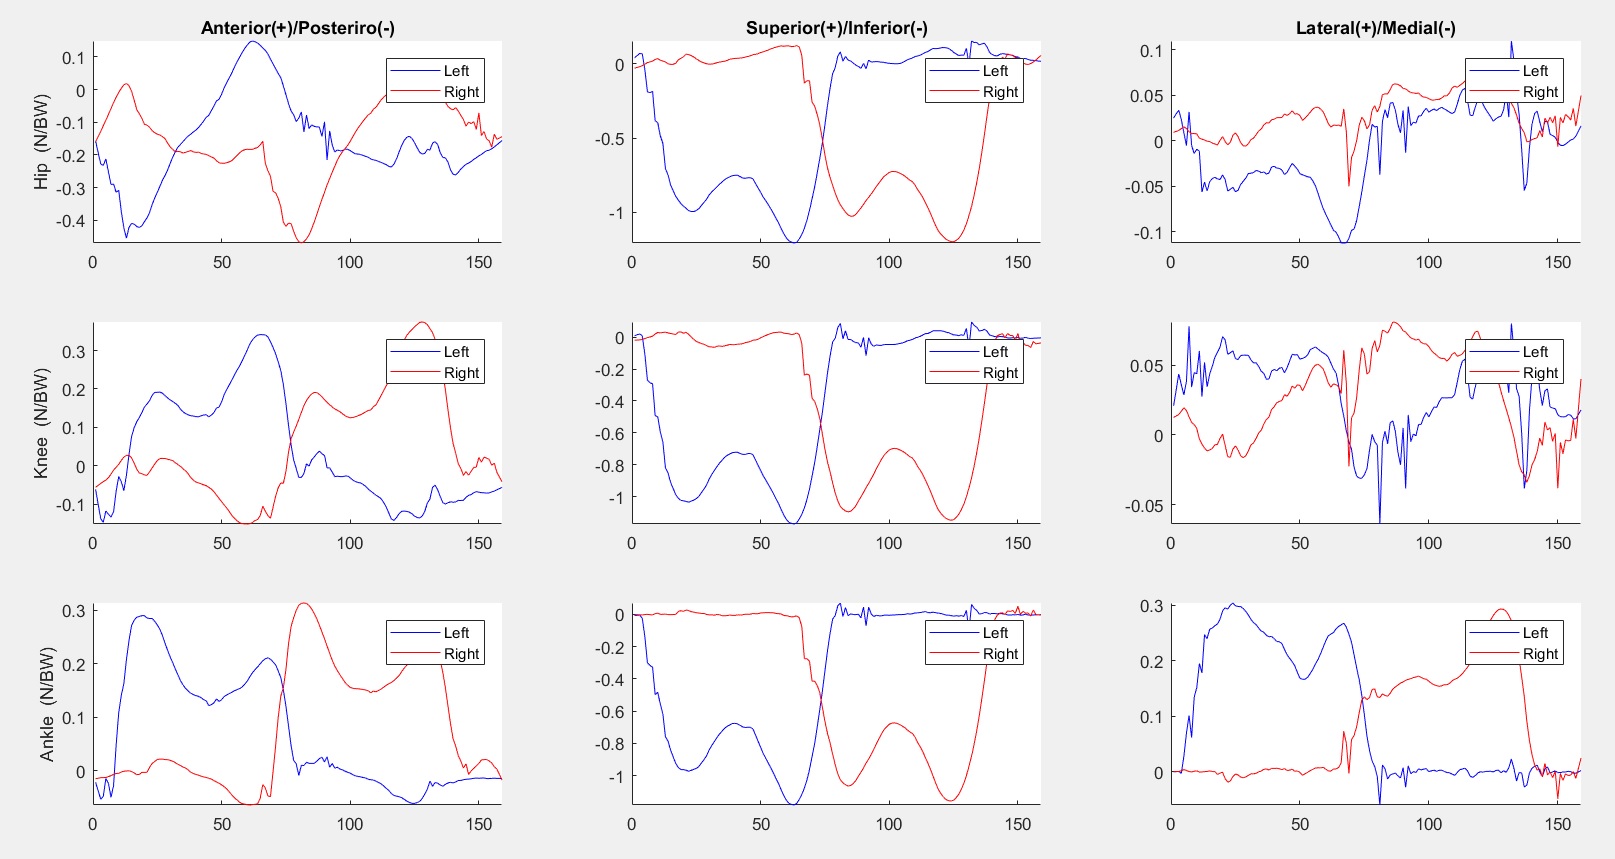 Anterior(+)/Posteriro(-)
Superior(+)/Inferior(-)
Lateral(+)/Medial(-)
Hip (N/BW)
0.1
0
-0.1
-0.2
-0.3
-0.4
0 50 100 150
Left
Right
0
-0.5
-1
0 50 100 150
Left
Right
0.1
0.05
0
-0.05
-0.1
0 50 100 150
Left
Right
Knee (N/BW)
0.3
0.2
0.1
0
-0.1
0 50 100 150
Left
Right
0
-0.2
-0.4
-0.6
-0.8
-1
0 50 100 150
Left
Right
0.05
0
-0.05
0 50 100 150
Left
Right
Ankle (N/BW)
0.3
0.2
0.1
0
0 50 100 150
Left
Right
0
-0.2
-0.4
-0.6
-0.8
-1
0 50 100 150
Left
Right
0.3
0.2
0.1
0
0 50 100 150
Left
Right